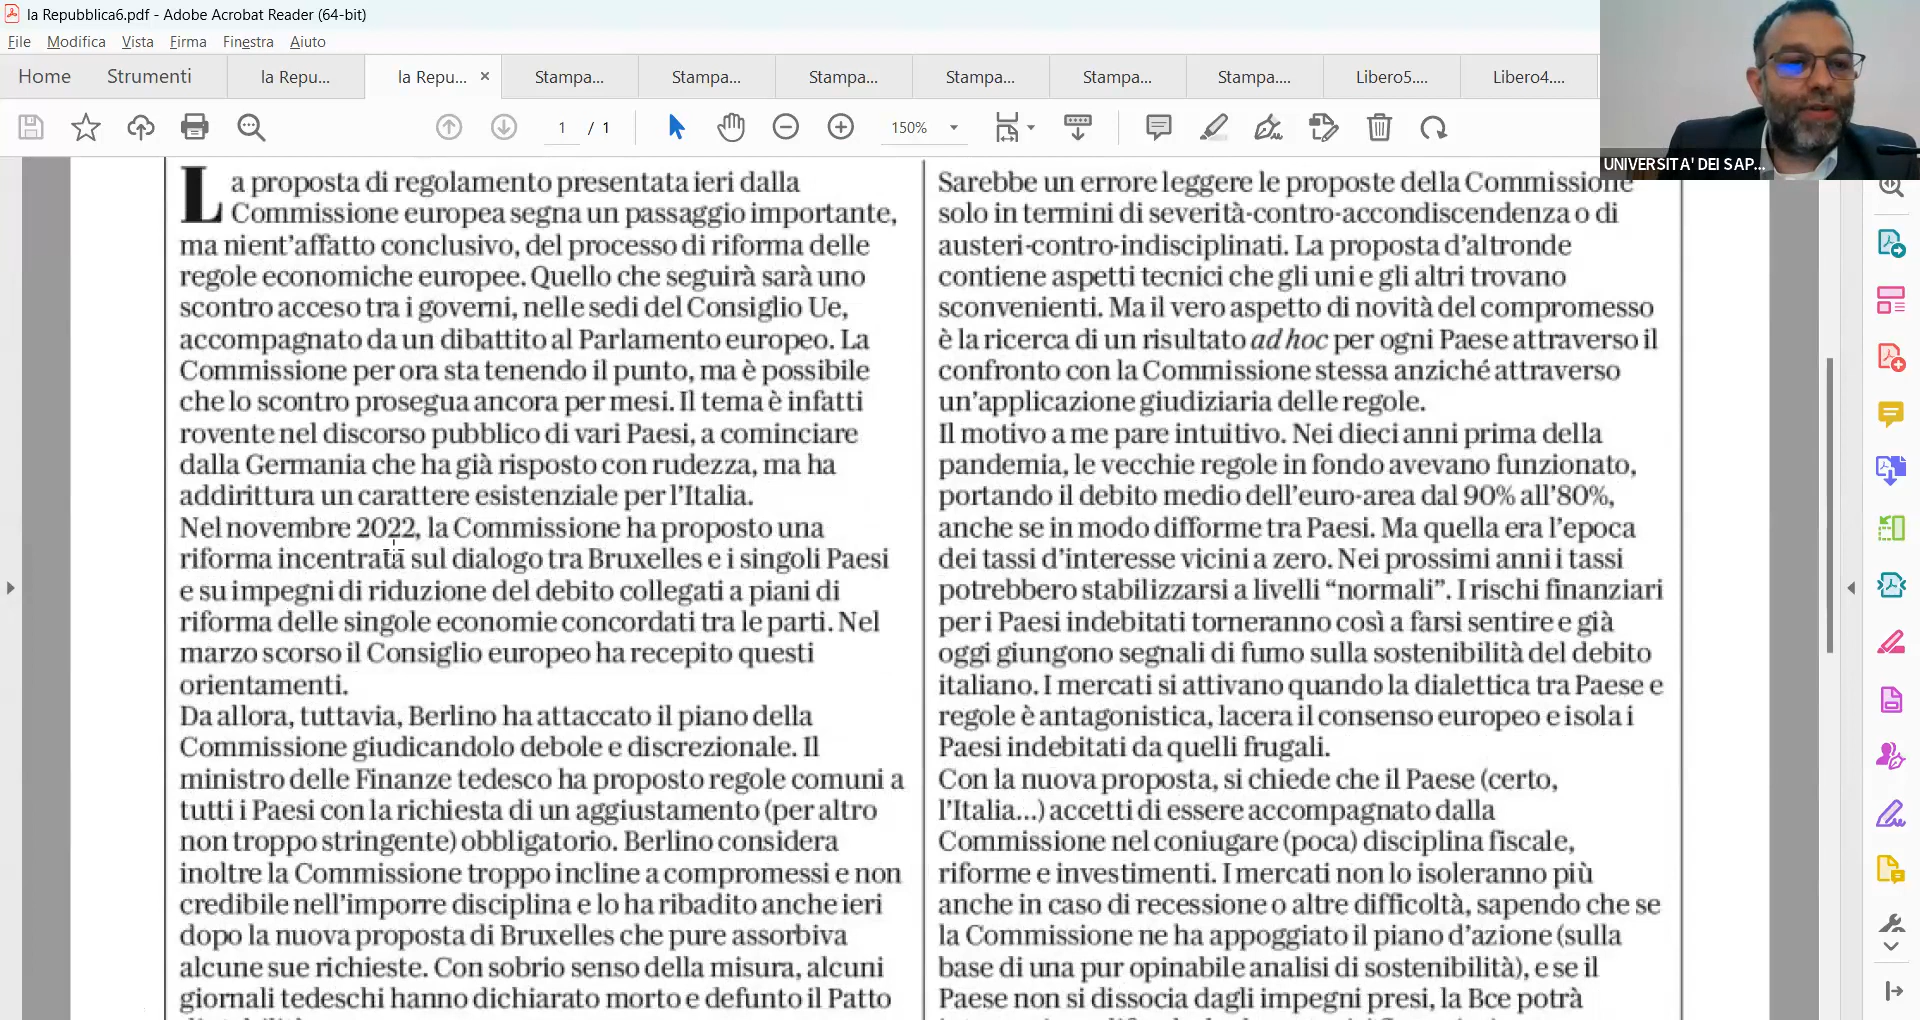 la Repubblica6.pdf - Adobe Acrobat Reader (64-bit)
File Modifica Vista Firma Finestra Aiuto
Home Strumenti la Repu... la Repu... × Stampa... Stampa... Stampa... Stampa... Stampa... Stampa.... Libero5.... Libero4....
1 / 1 150%
UNIVERSITA' DEI SAP...
La proposta di regolamento presentata ieri dalla
Commissione europea segna un passaggio importante,
ma nient'affatto conclusivo, del processo di riforma delle
regole economiche europee. Quello che seguirà sarà uno
scontro acceso tra i governi, nelle sedi del Consiglio Ue,
accompagnato da un dibattito al Parlamento europeo. La
Commissione per ora sta tenendo il punto, ma è possibile
che lo scontro prosegua ancora per mesi. Il tema è infatti
rovente nel discorso pubblico di vari Paesi, a cominciare
dalla Germania che ha già risposto con rudezza, ma ha
addirittura un carattere esistenziale per l'Italia.
Nel novembre 2022, la Commissione ha proposto una
riforma incentrata sul dialogo tra Bruxelles e i singoli Paesi
e su impegni di riduzione del debito collegati a piani di
riforma delle singole economie concordati tra le parti. Nel
marzo scorso il Consiglio europeo ha recepito questi
orientamenti.
Da allora, tuttavia, Berlino ha attaccato il piano della
Commissione giudicandolo debole e discrezionale. Il
ministro delle Finanze tedesco ha proposto regole comuni a
tutti i Paesi con la richiesta di un aggiustamento (per altro
non troppo stringente) obbligatorio. Berlino considera
inoltre la Commissione troppo incline a compromessi e non
credibile nell'imporre disciplina e lo ha ribadito anche ieri
dopo la nuova proposta di Bruxelles che pure assorbiva
alcune sue richieste. Con sobrio senso della misura, alcuni
giornali tedeschi hanno dichiarato morto e defunto il Patto
Sarebbe un errore leggere le proposte della Commissione
solo in termini di severità-contro-accondiscendenza o di
austeri-contro-indisciplinati. La proposta d'altronde
contiene aspetti tecnici che gli uni e gli altri trovano
sconvenienti. Ma il vero aspetto di novità del compromesso
è la ricerca di un risultato ad hoc per ogni Paese attraverso il
confronto con la Commissione stessa anziché attraverso
un'applicazione giudiziaria delle regole.
Il motivo a me pare intuitivo. Nei dieci anni prima della
pandemia, le vecchie regole in fondo avevano funzionato,
portando il debito medio dell'euro-area dal 90% all'80%,
anche se in modo difforme tra Paesi. Ma quella era l'epoca
dei tassi d'interesse vicini a zero. Nei prossimi anni i tassi
potrebbero stabilizzarsi a livelli “normali”. I rischi finanziari
per i Paesi indebitati torneranno così a farsi sentire e già
oggi giungono segnali di fumo sulla sostenibilità del debito
italiano. I mercati si attivano quando la dialettica tra Paese e
regole è antagonistica, lacera il consenso europeo e isola i
Paesi indebitati da quelli frugali.
Con la nuova proposta, si chiede che il Paese (certo,
l'Italia...) accetti di essere accompagnato dalla
Commissione nel coniugare (poca) disciplina fiscale,
riforme e investimenti. I mercati non lo isoleranno più
anche in caso di recessione o altre difficoltà, sapendo che se
la Commissione ne ha appoggiato il piano d'azione (sulla
base di una pur opinabile analisi di sostenibilità), e se il
Paese non si dissocia dagli impegni presi, la Bce potrà